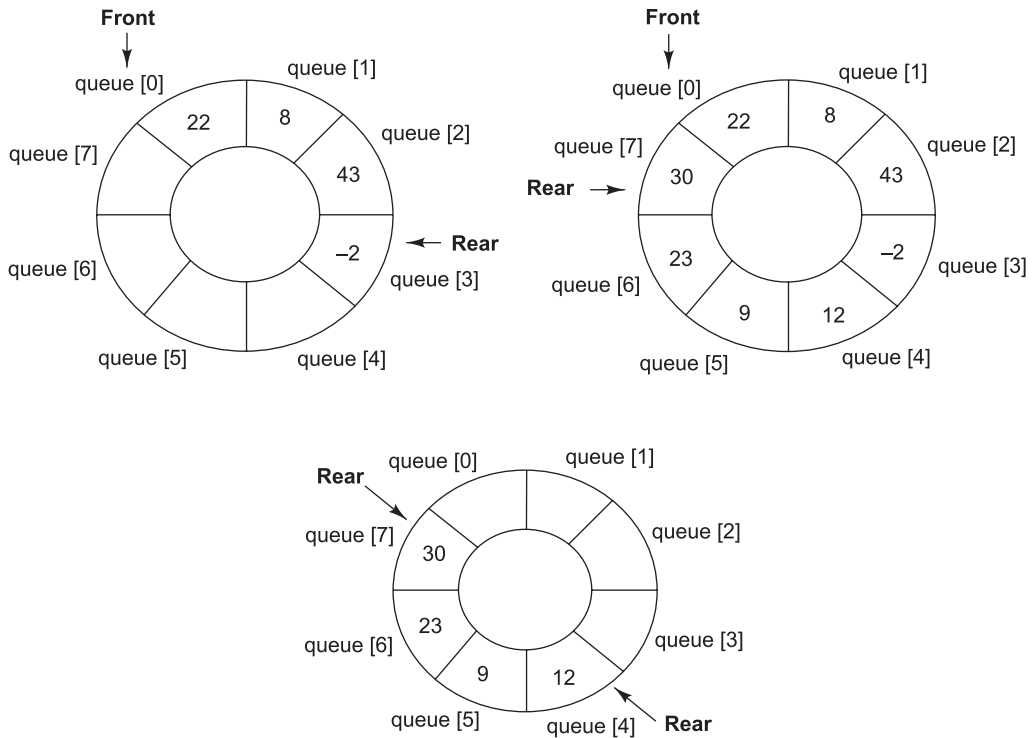 Front
queue [0]
queue [1]
22
8
queue [2]
queue [7]
43
Rear
–2
queue [3]
queue [6]
queue [5]
queue [4]
Front
queue [0]
queue [1]
22
8
queue [2]
queue [7]
30
43
Rear
23
–2
queue [3]
queue [6]
9
12
queue [5]
queue [4]
queue [0]
queue [1]
Rear
queue [7]
queue [2]
30
23
queue [6]
queue [3]
9
12
queue [5]
queue [4]
Rear